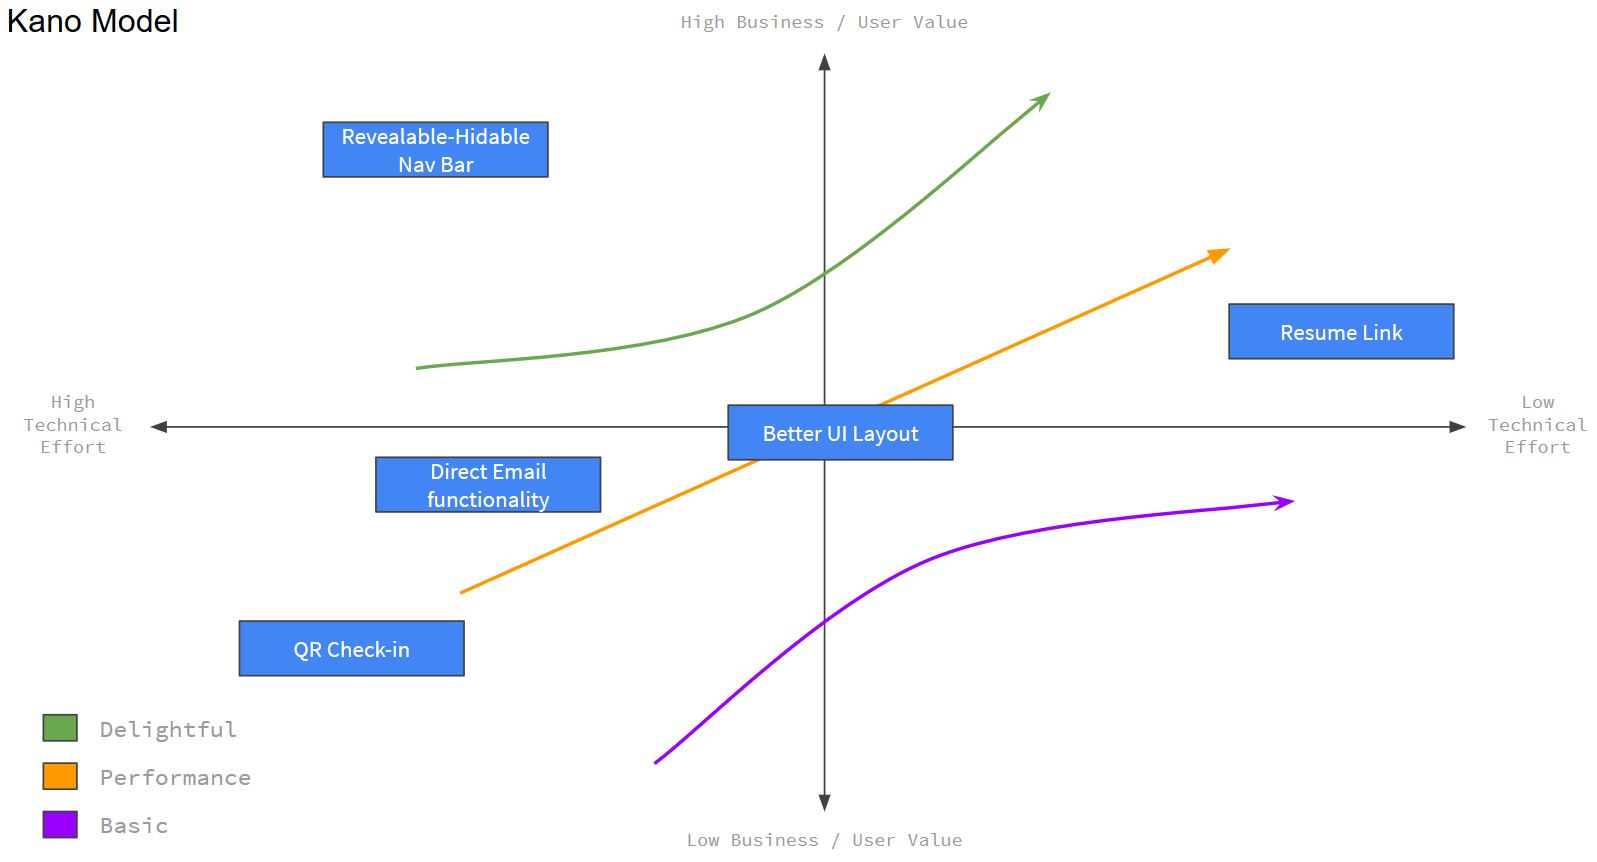 Kano Model
High Business / User Value
Revealable-Hidable
Nav Bar
Resume Link
High
Technical
Effort
Low
Technical
Effort
Better UI Layout
Direct Email
functionality
QR Check-in
Delightful
Performance
Basic
Low Business / User Value